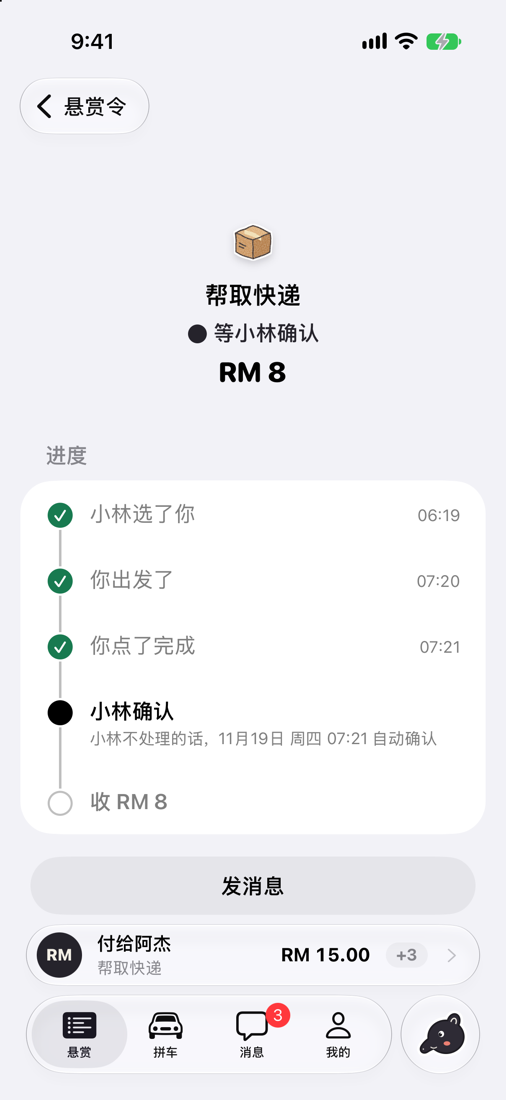 9:41
悬赏令
帮取快递
等小林确认
RM 8
进度
小林选了你 06:19
你出发了 07:20
你点了完成 07:21
小林确认
小林不处理的话，11月19日 周四 07:21 自动确认
收 RM 8
发消息
RM 付给阿杰 RM 15.00 +3
帮取快递
3
悬赏 拼车 消息 我的